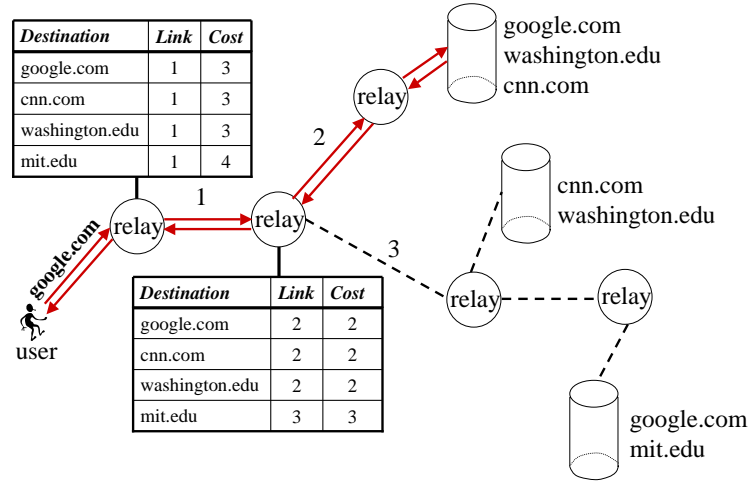 Destination Link Cost
google.com 1 3
cnn.com 1 3
washington.edu 1 3
mit.edu 1 4
google.com
washington.edu
cnn.com
relay
2
cnn.com
washington.edu
1
relay
relay
google.com
3
user
Destination Link Cost
google.com 2 2
cnn.com 2 2
washington.edu 2 2
mit.edu 3 3
relay
relay
google.com
mit.edu